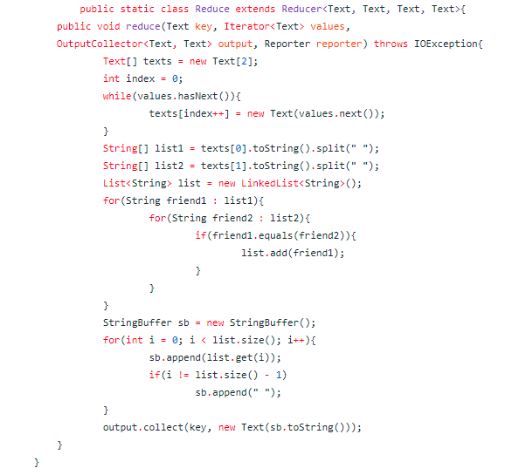 public static class Reduce extends Reducer<Text, Text, Text, Text>{
public void reduce(Text key, Iterator<Text> values,
OutputCollector<Text, Text> output, Reporter reporter) throws IOException{
Text[] texts = new Text[2];
int index = 0;
while(values.hasNext()){
texts[index++] = new Text(values.next());
}
String[] list1 = texts[0].toString().split(" ");
String[] list2 = texts[1].toString().split(" ");
List<String> list = new LinkedList<String>();
for(String friend1 : list1){
for(String friend2 : list2){
if(friend1.equals(friend2)){
list.add(friend1);
}
}
}
StringBuffer sb = new StringBuffer();
for(int i = 0; i < list.size(); i++){
sb.append(list.get(i));
if(i != list.size() - 1)
sb.append(" ");
}
output.collect(key, new Text(sb.toString()));
}
}